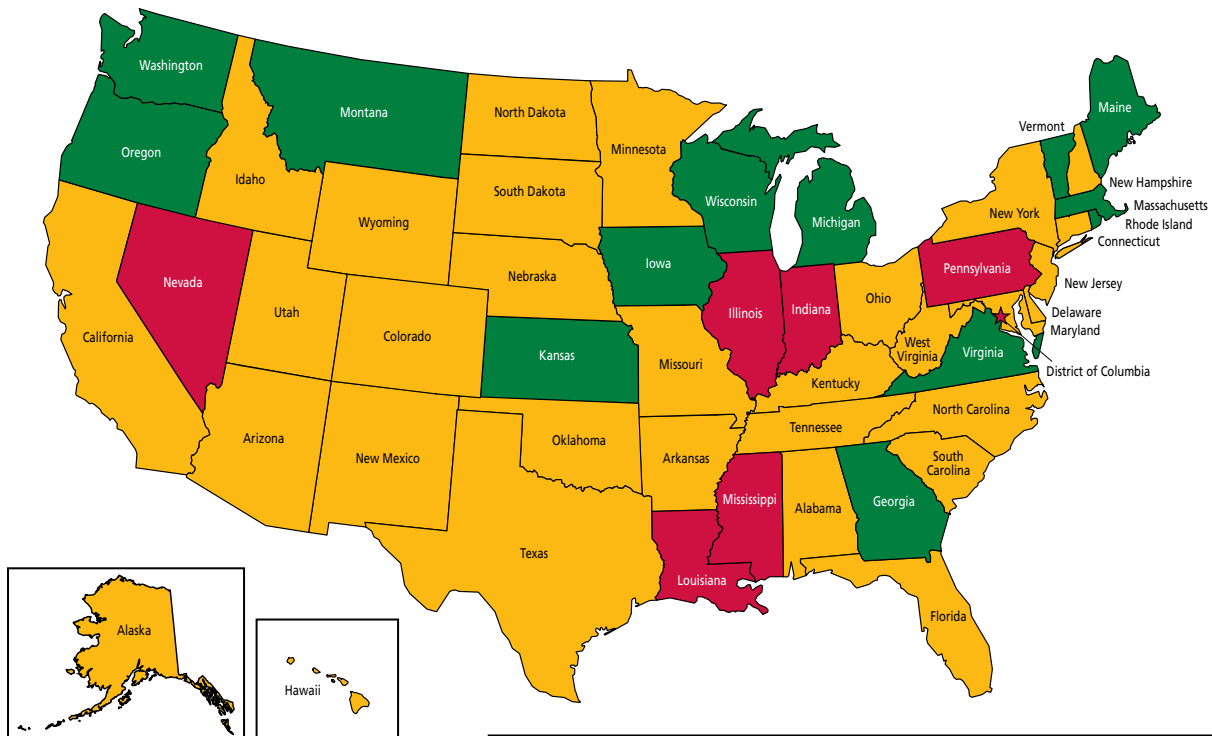 Washington
Montana
North Dakota
Minnesota
Maine
Vermont
Oregon
Idaho
South Dakota
Wisconsin
Michigan
New Hampshire
Massachusetts
Rhode Island
Connecticut
New York
Wyoming
Iowa
Nebraska
Nevada
Utah
Colorado
California
Illinois
Indiana
Ohio
Pennsylvania
New Jersey
Delaware
Maryland
District of Columbia
West
Virginia
Virginia
Kansas
Missouri
Kentucky
Arizona
New Mexico
Oklahoma
Arkansas
Tennessee
North Carolina
South
Carolina
Mississippi
Alabama
Georgia
Texas
Louisiana
Florida
Alaska
Hawaii